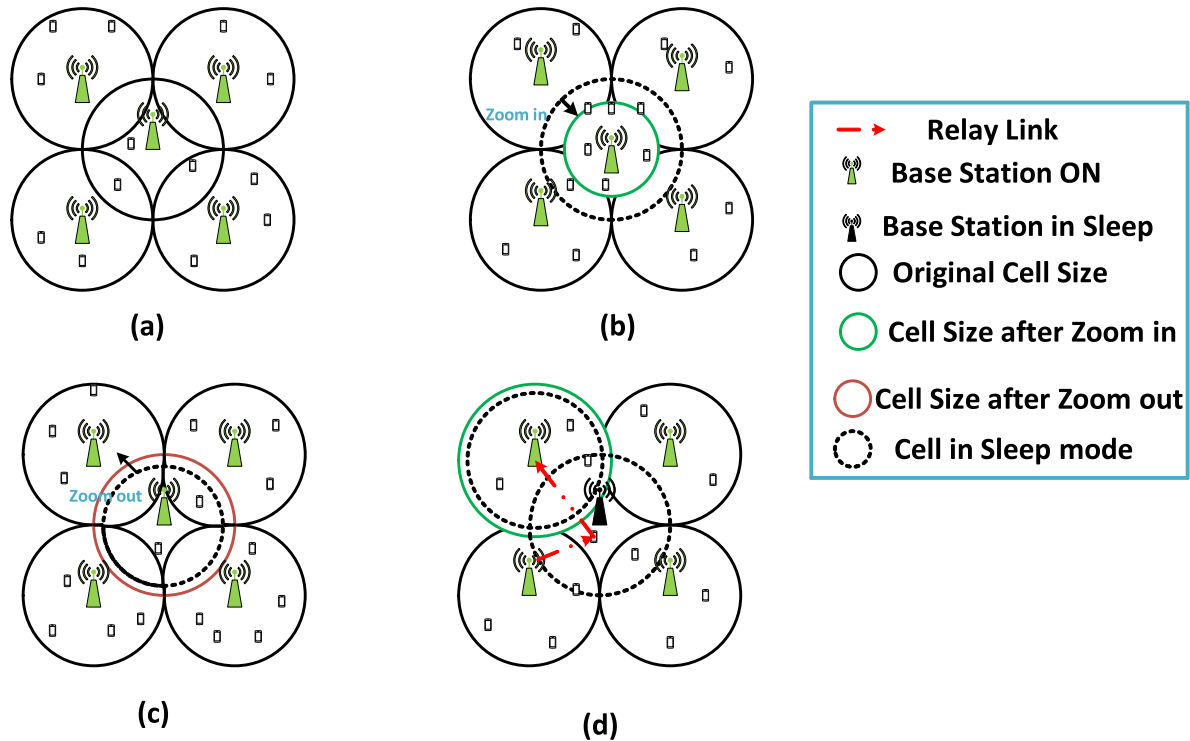 (a)
Zoom in
(b)
Zoom out
(c)
(d)
Relay Link
Base Station ON
Base Station in Sleep
Original Cell Size
Cell Size after Zoom in
Cell Size after Zoom out
Cell in Sleep mode